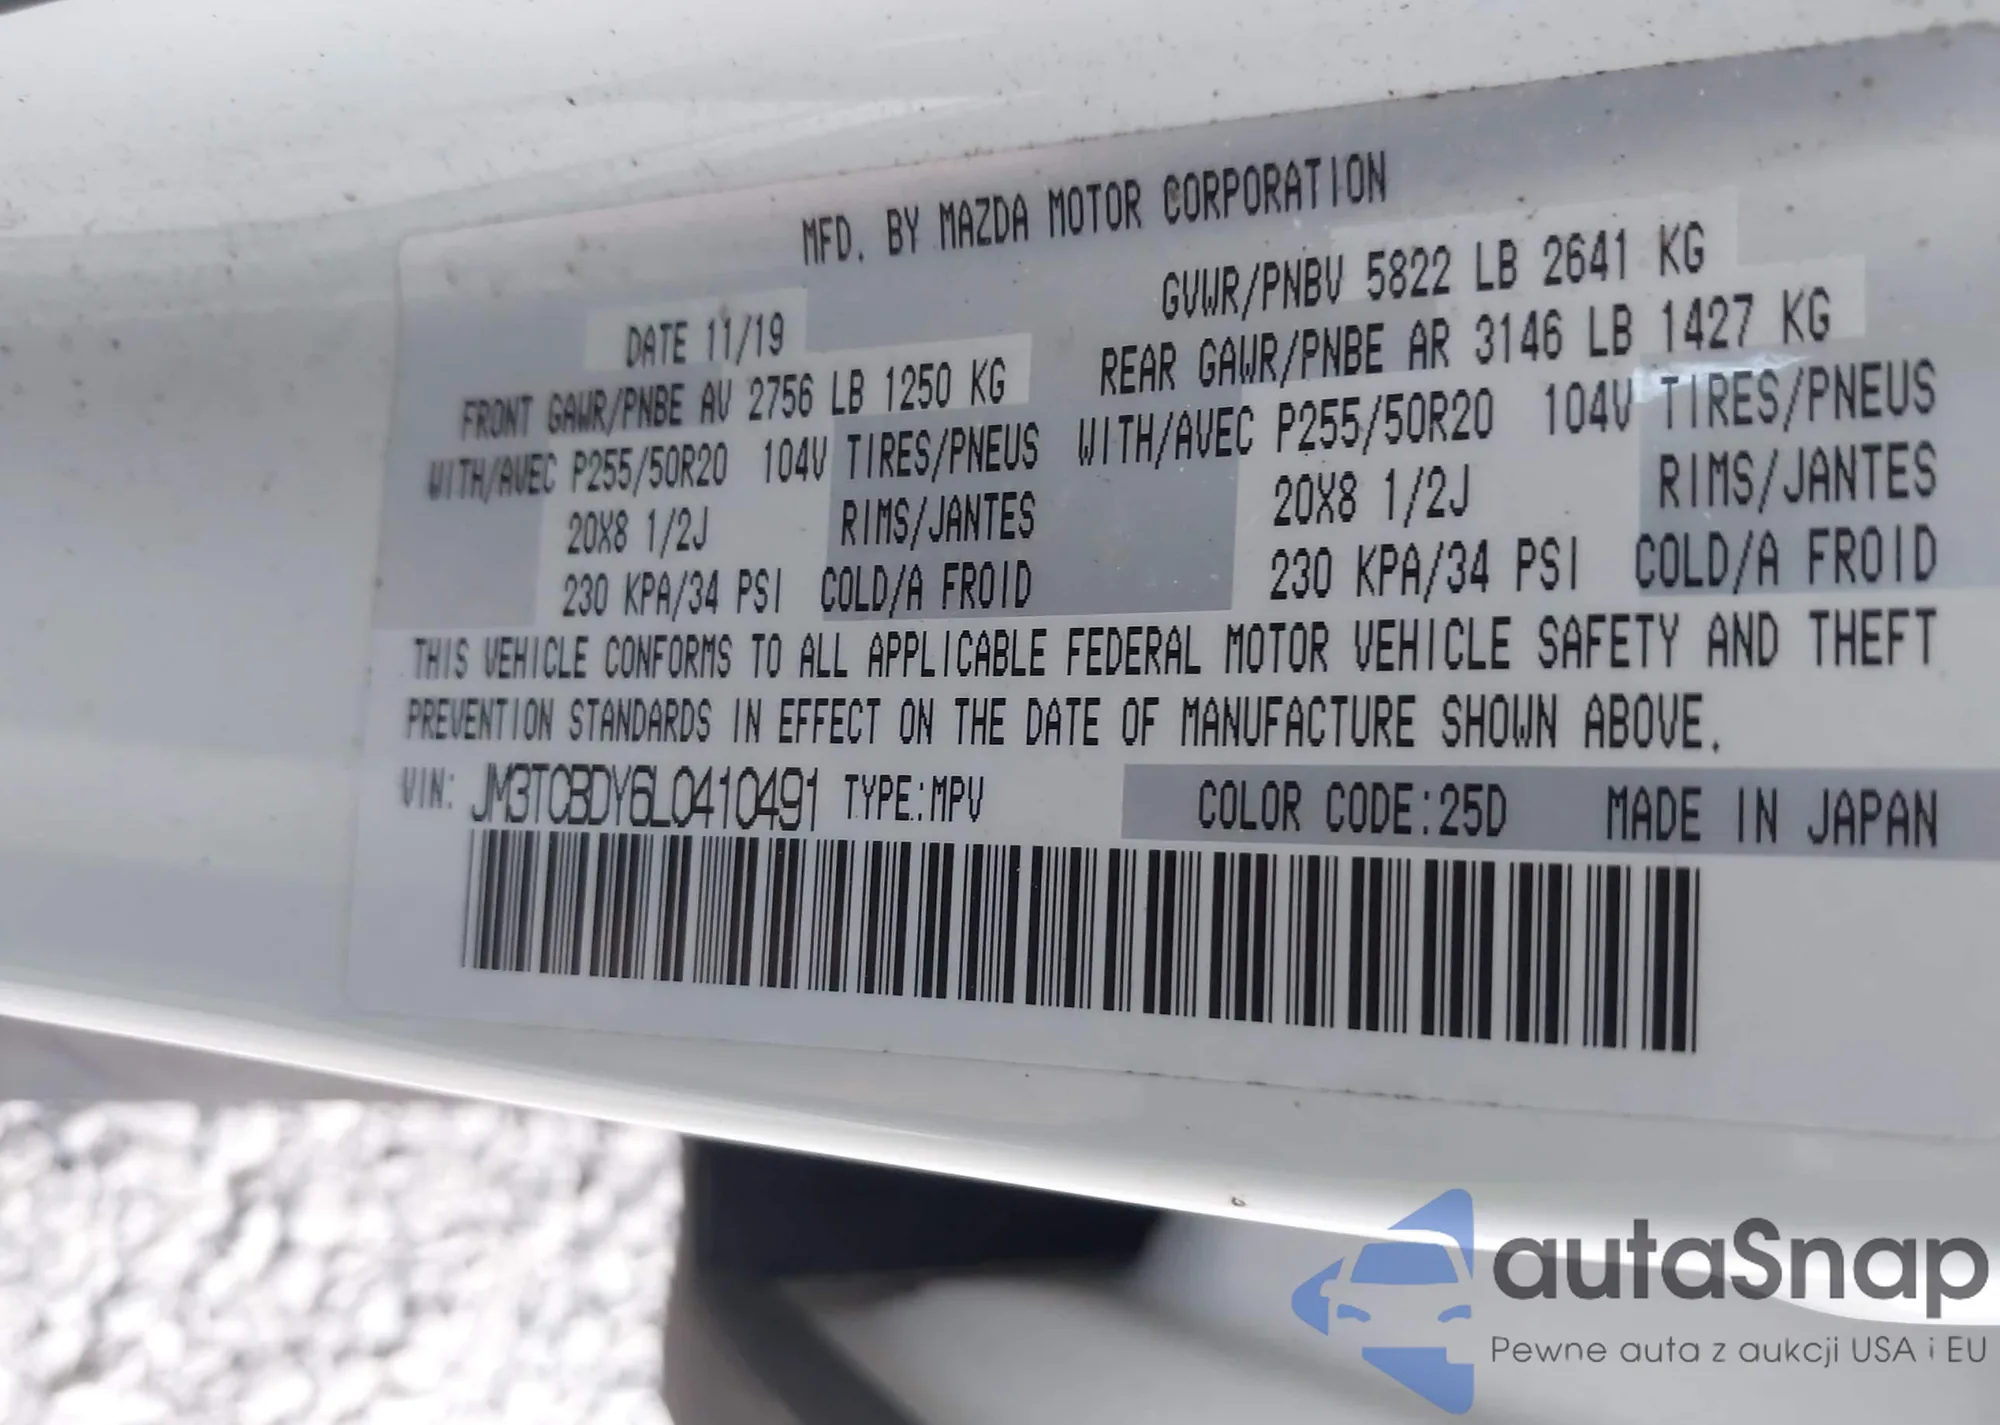 MFD. BY MAZDA MOTOR CORPORATION
DATE 11/19 GVWR/PNBV 5822 LB 2641 KG
FRONT GAWR/PNBE AV 2756 LB 1250 KG REAR GAWR/PNBE AR 3146 LB 1427 KG
WITH/AVEC P255/50R20 104V TIRES/PNEUS WITH/AVEC P255/50R20 104V TIRES/PNEUS
20X8 1/2J RIMS/JANTES 20X8 1/2J RIMS/JANTES
230 KPA/34 PSI COLD/A FROID 230 KPA/34 PSI COLD/A FROID
THIS VEHICLE CONFORMS TO ALL APPLICABLE FEDERAL MOTOR VEHICLE SAFETY AND THEFT
PREVENTION STANDARDS IN EFFECT ON THE DATE OF MANUFACTURE SHOWN ABOVE.
VIN: JM3TCBDY6L0410491 TYPE:MPV COLOR CODE:25D MADE IN JAPAN
autaSnap
Pewne auta z aukcji USA i EU